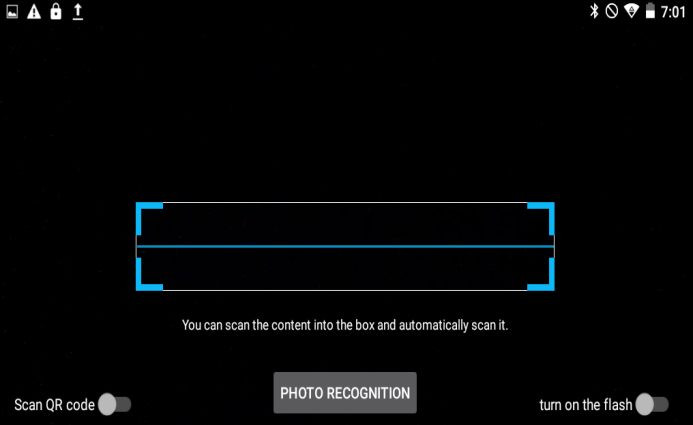 7:01
You can scan the content into the box and automatically scan it.
PHOTO RECOGNITION
Scan QR code
turn on the flash